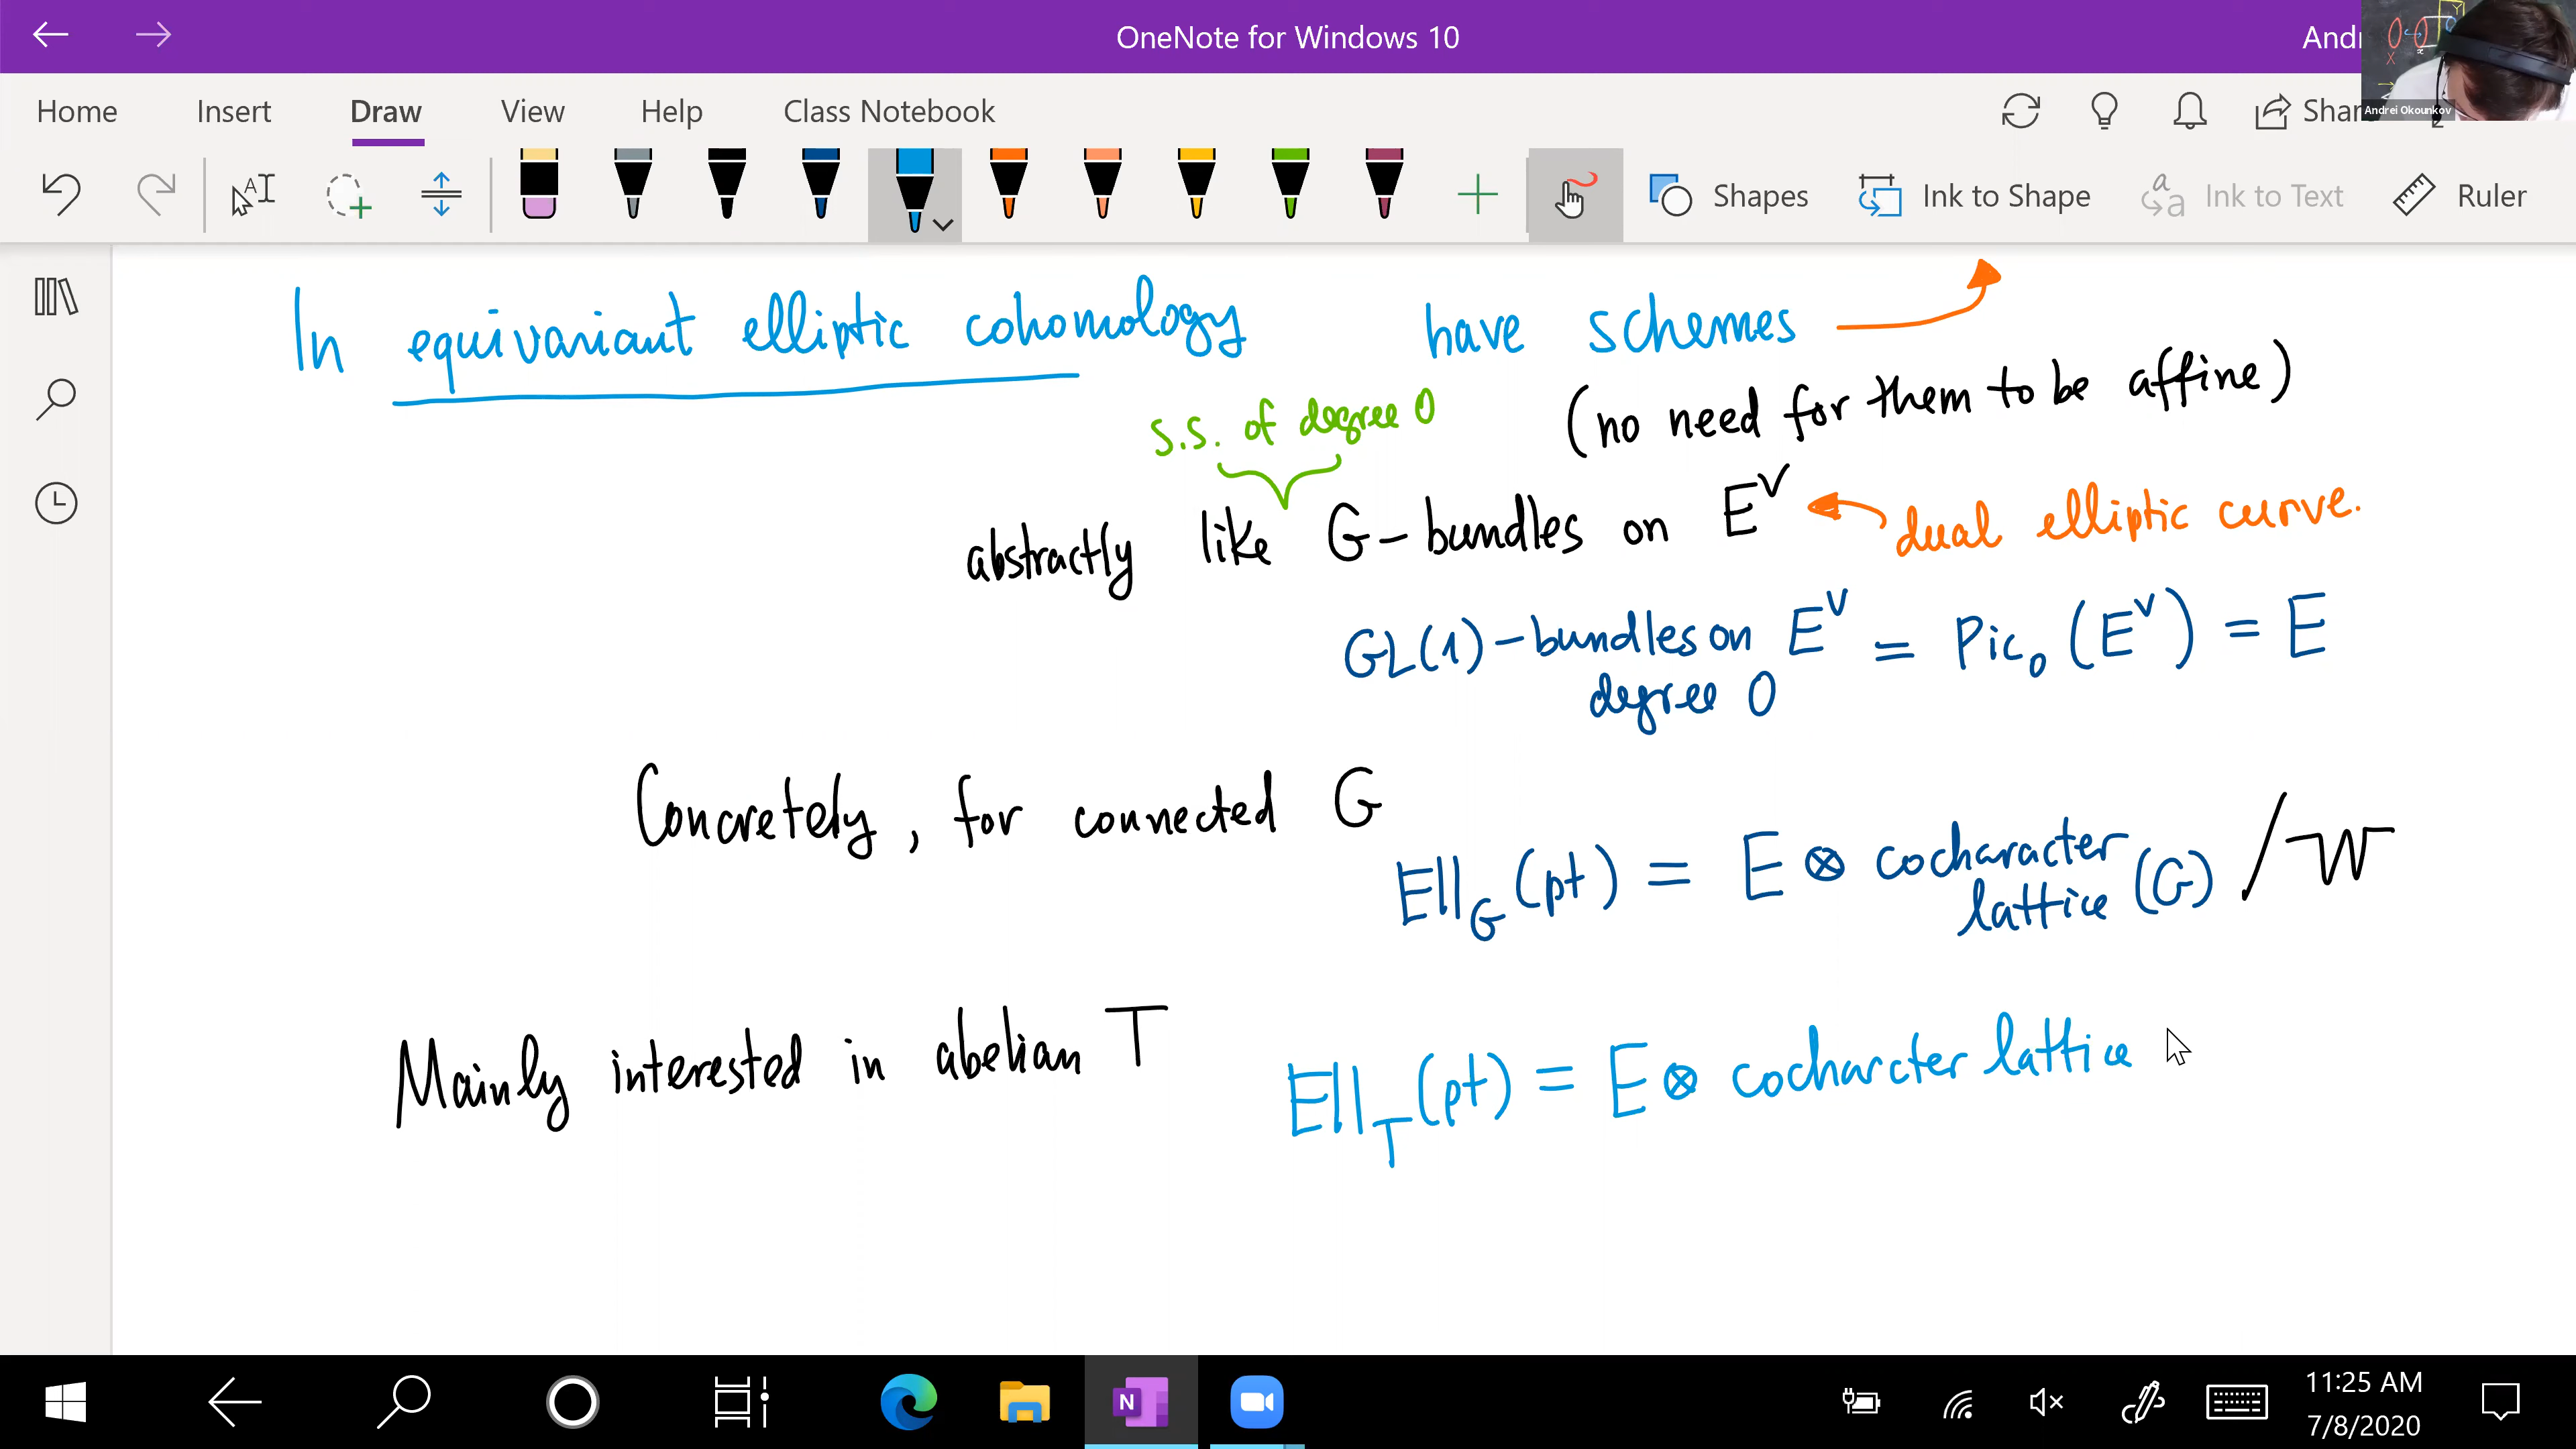 OneNote for Windows 10
Andrei Okounkov
Home Insert Draw View Help Class Notebook
Shapes Ink to Shape Ink to Text Ruler
In equivariant elliptic cohomology have schemes
(no need for them to be affine)
s.s. of degree 0
abstractly like G-bundles on E^∨ dual elliptic curve.
GL(1)-bundles on E^∨ = Pic₀(E^∨) = E
degree 0
Concretely, for connected G
Ell_G(pt) = E ⊗ cocharacter lattice (G) / W
Mainly interested in abelian T
Ell_T(pt) = E ⊗ cocharcter lattice
11:25 AM
7/8/2020